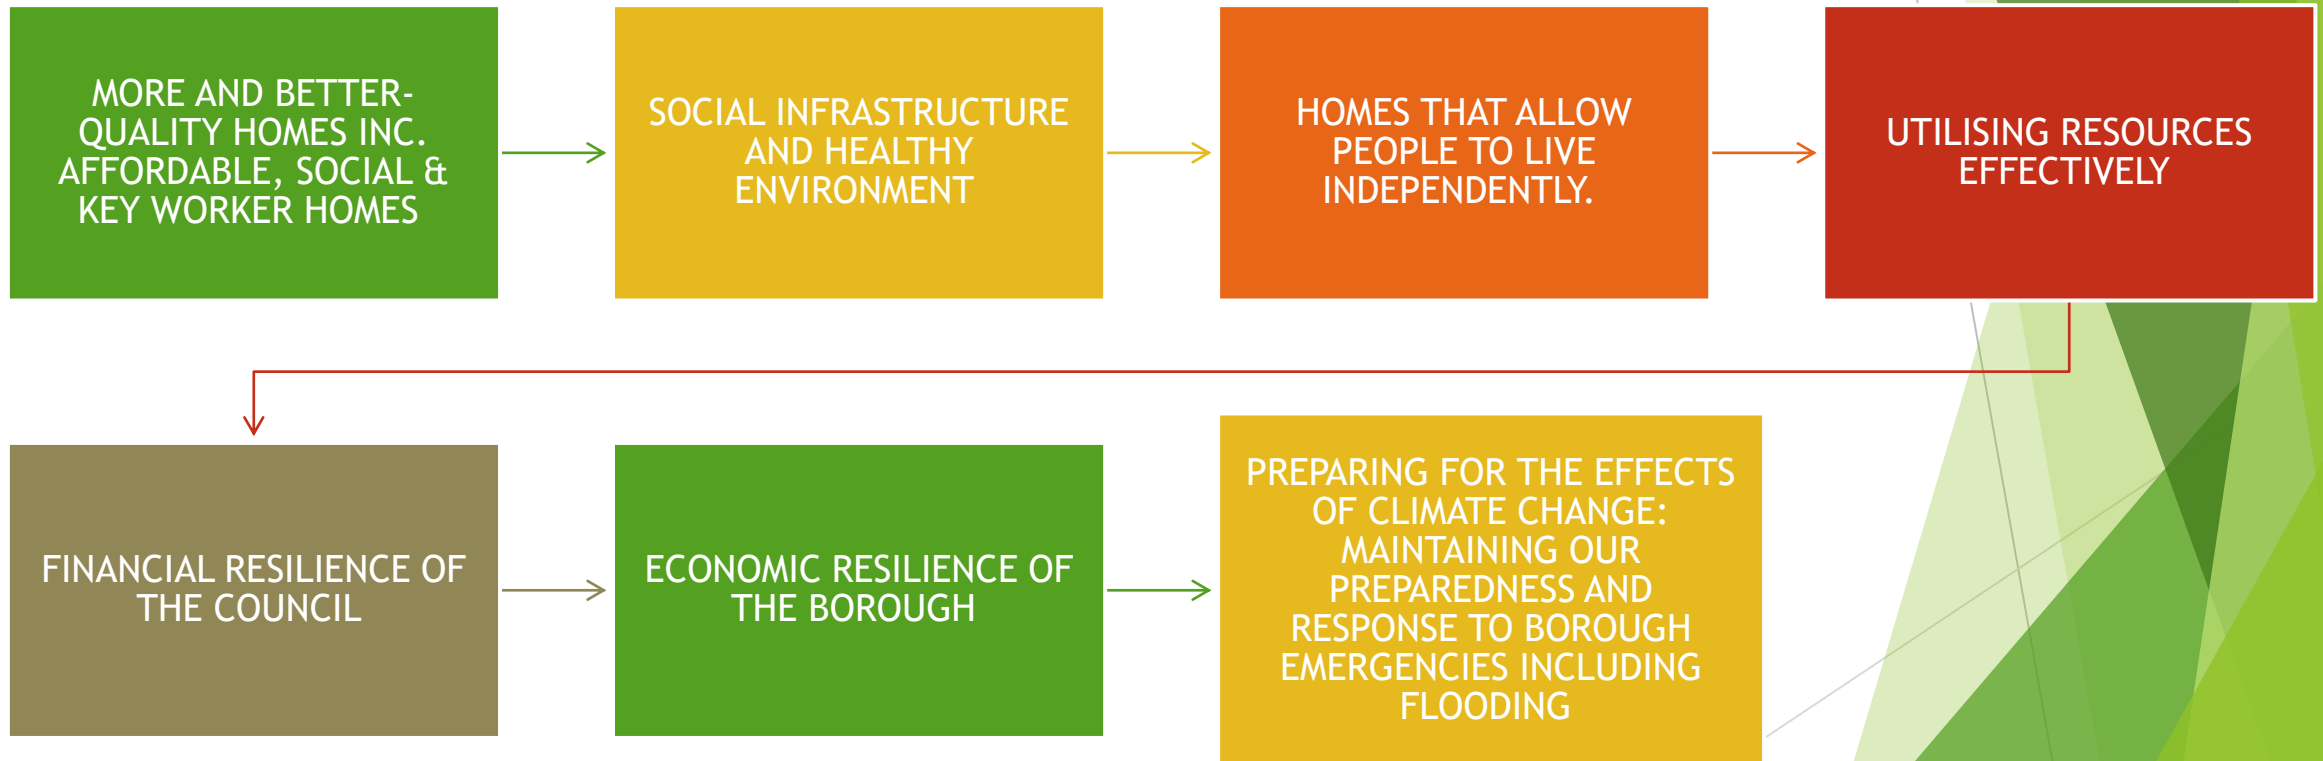 MORE AND BETTER-
QUALITY HOMES INC.
AFFORDABLE, SOCIAL &
KEY WORKER HOMES
SOCIAL INFRASTRUCTURE
AND HEALTHY
ENVIRONMENT
HOMES THAT ALLOW
PEOPLE TO LIVE
INDEPENDENTLY.
UTILISING RESOURCES
EFFECTIVELY
FINANCIAL RESILIENCE OF
THE COUNCIL
ECONOMIC RESILIENCE OF
THE BOROUGH
PREPARING FOR THE EFFECTS
OF CLIMATE CHANGE:
MAINTAINING OUR
PREPAREDNESS AND
RESPONSE TO BOROUGH
EMERGENCIES INCLUDING
FLOODING